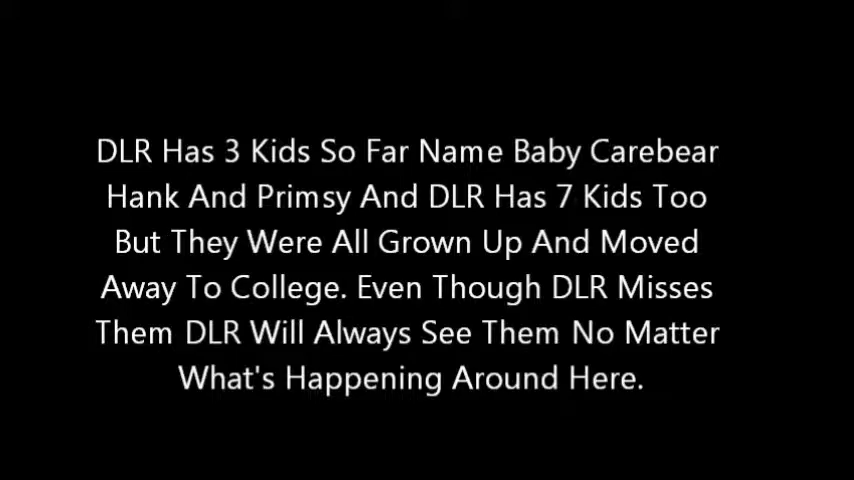 DLR Has 3 Kids So Far Name Baby Carebear
Hank And Primsy And DLR Has 7 Kids Too
But They Were All Grown Up And Moved
Away To College. Even Though DLR Misses
Them DLR Will Always See Them No Matter
What's Happening Around Here.